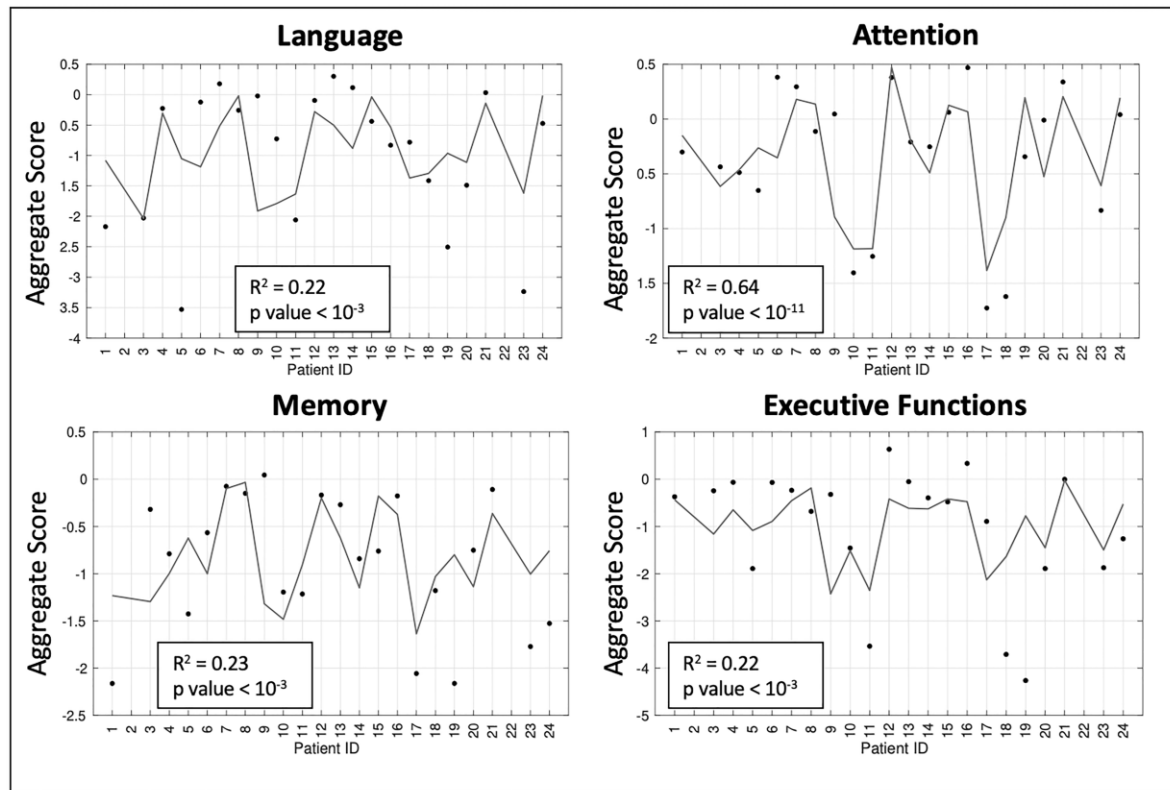 Language
Aggregate Score
0.5
0
0.5
-1
1.5
-2
2.5
-3
3.5
-4
R² = 0.22
p value < 10⁻³
1 2 3 4 5 6 7 8 9 10 11 12 13 14 15 16 17 18 19 20 21 22 23 24
Patient ID
Attention
Aggregate Score
0.5
0
0.5
-1
1.5
-2
R² = 0.64
p value < 10⁻¹¹
1 2 3 4 5 6 7 8 9 10 11 12 13 14 15 16 17 18 19 20 21 22 23 24
Patient ID
Memory
Aggregate Score
0.5
0
-0.5
-1
-1.5
-2
-2.5
R² = 0.23
p value < 10⁻³
1 2 3 4 5 6 7 8 9 10 11 12 13 14 15 16 17 18 19 20 21 22 23 24
Patient ID
Executive Functions
Aggregate Score
1
0
-1
-2
-3
-4
-5
R² = 0.22
p value < 10⁻³
1 2 3 4 5 6 7 8 9 10 11 12 13 14 15 16 17 18 19 20 21 22 23 24
Patient ID